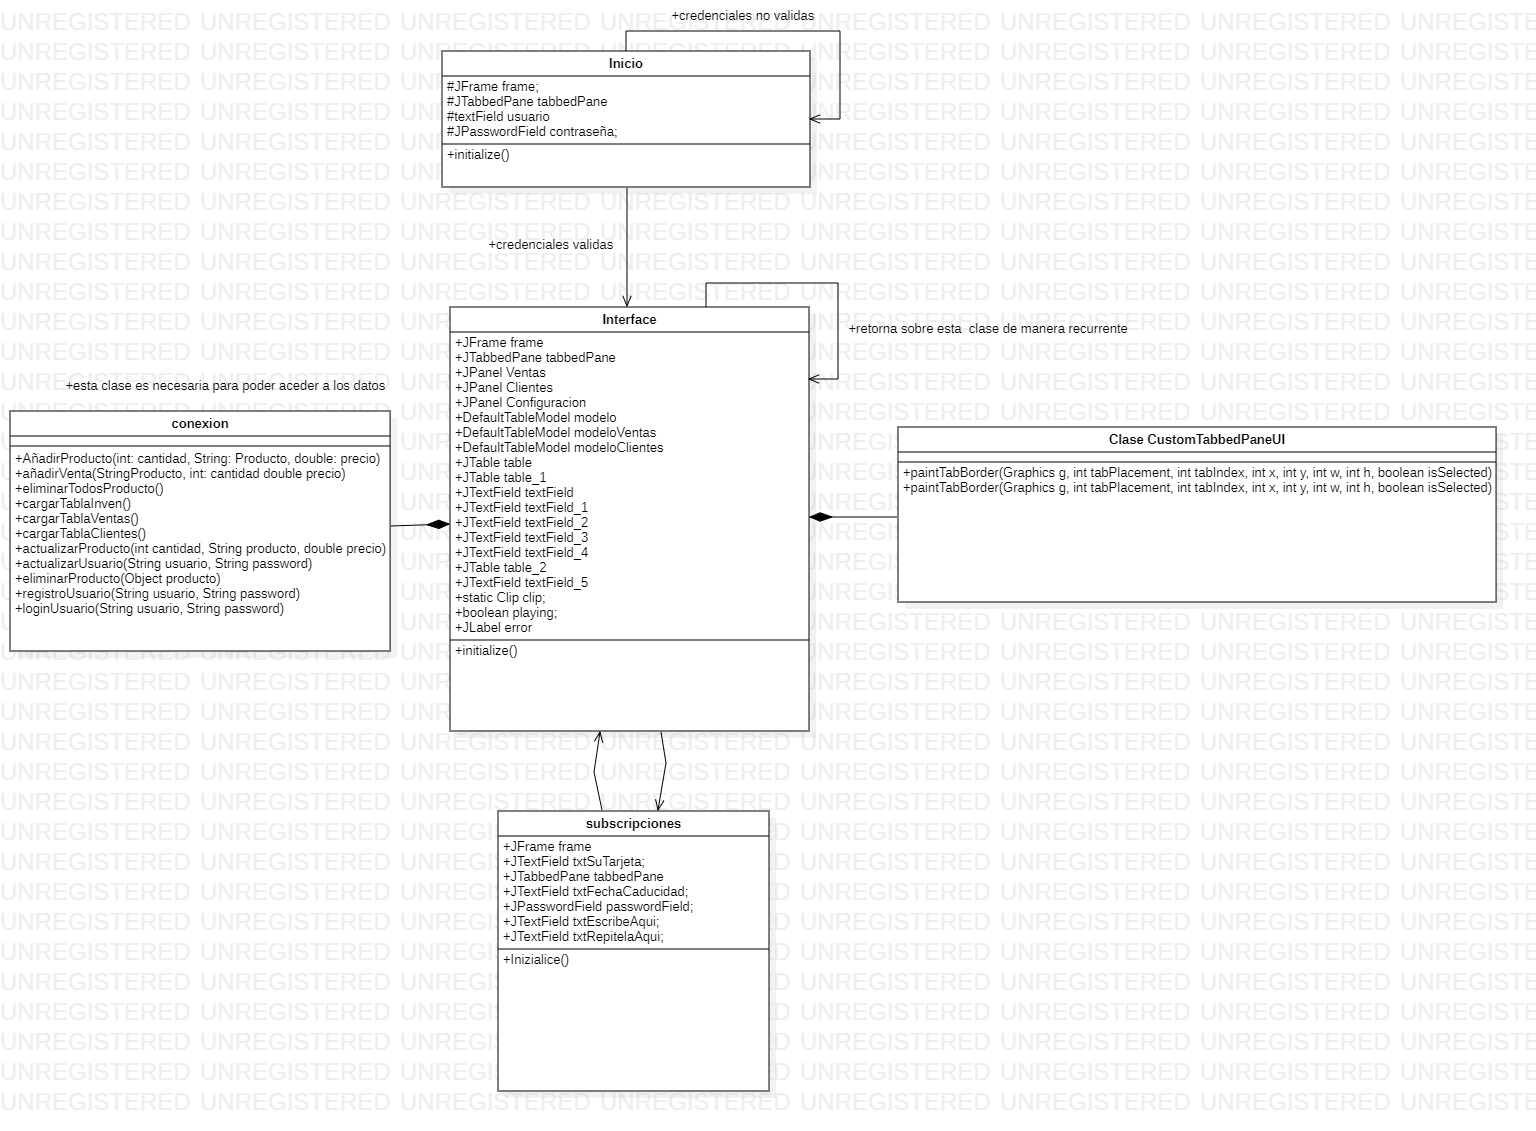 +credenciales no validas
Inicio
#JFrame frame;
#JTabbedPane tabbedPane
#textField usuario
#JPasswordField contraseña;
+initialize()
+credenciales validas
Interface
+JFrame frame
+JTabbedPane tabbedPane
+JPanel Ventas
+JPanel Clientes
+JPanel Configuracion
+DefaultTableModel modelo
+DefaultTableModel modeloVentas
+DefaultTableModel modeloClientes
+JTable table
+JTable table_1
+JTextField textField
+JTextField textField_1
+JTextField textField_2
+JTextField textField_3
+JTextField textField_4
+JTable table_2
+JTextField textField_5
+static Clip clip;
+boolean playing;
+JLabel error
+initialize()
+retorna sobre esta  clase de manera recurrente
+esta clase es necesaria para poder aceder a los datos
conexion
+AñadirProducto(int: cantidad, String: Producto, double: precio)
+añadirVenta(StringProducto, int: cantidad double precio)
+eliminarTodosProducto()
+cargarTablaInven()
+cargarTablaVentas()
+cargarTablaClientes()
+actualizarProducto(int cantidad, String producto, double precio)
+actualizarUsuario(String usuario, String password)
+eliminarProducto(Object producto)
+registroUsuario(String usuario, String password)
+loginUsuario(String usuario, String password)
Clase CustomTabbedPaneUI
+paintTabBorder(Graphics g, int tabPlacement, int tabIndex, int x, int y, int w, int h, boolean isSelected)
+paintTabBorder(Graphics g, int tabPlacement, int tabIndex, int x, int y, int w, int h, boolean isSelected)
subscripciones
+JFrame frame
+JTextField txtSuTarjeta;
+JTabbedPane tabbedPane
+JTextField txtFechaCaducidad;
+JPasswordField passwordField;
+JTextField txtEscribeAqui;
+JTextField txtRepitelaAqui;
+Inizialice()
UNREGISTERED